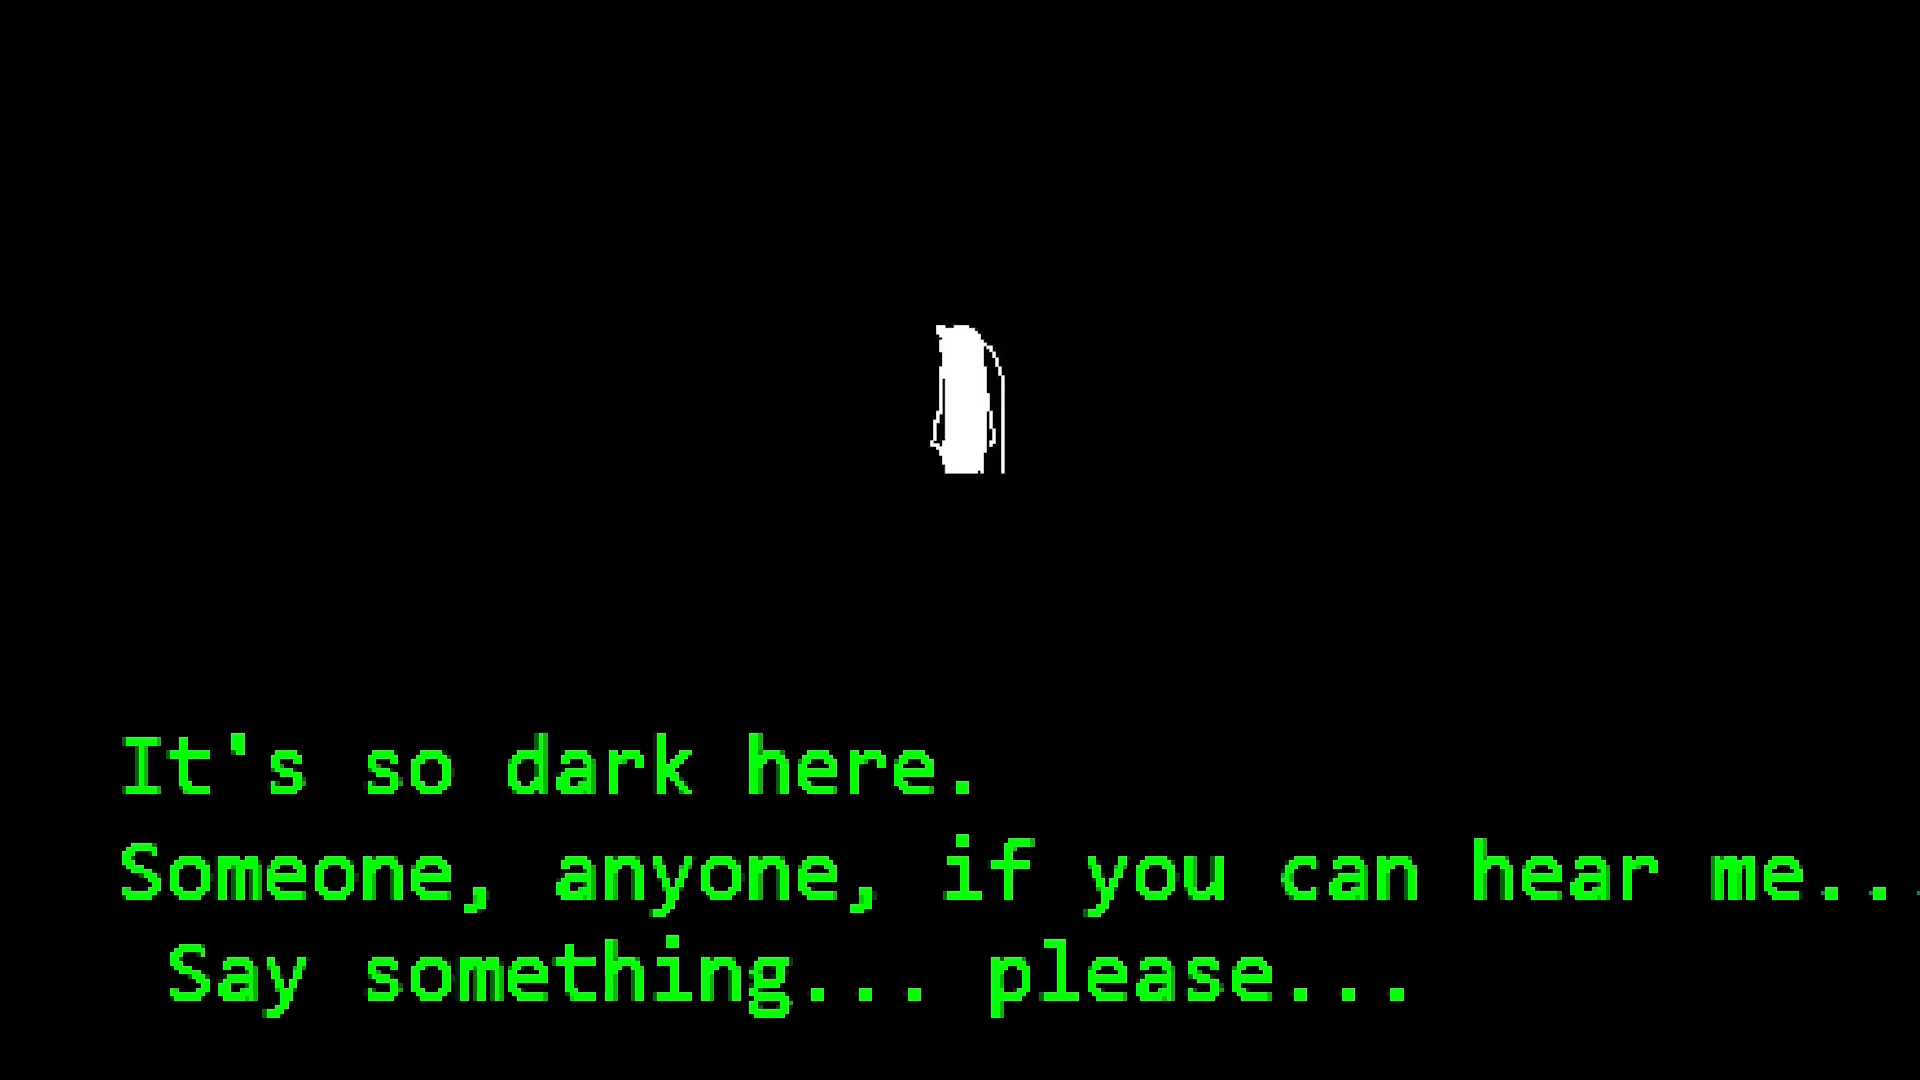 It's so dark here.
Someone, anyone, if you can hear me...
Say something... please...